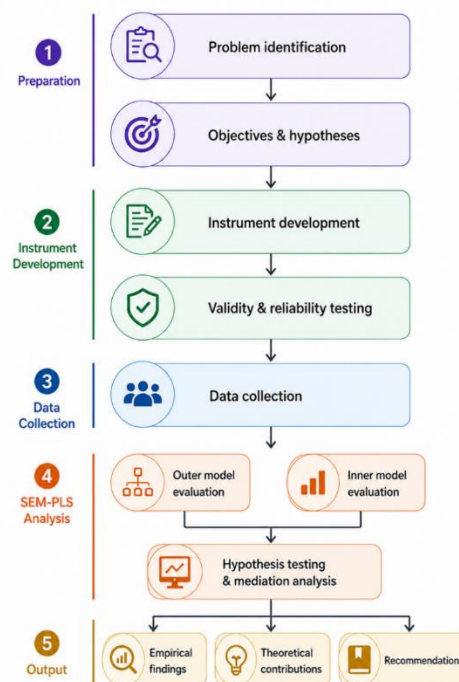 1
Preparation
Problem identification
Objectives & hypotheses
2
Instrument
Development
Instrument development
Validity & reliability testing
3
Data
Collection
Data collection
4
SEM-PLS
Analysis
Outer model
evaluation
Inner model
evaluation
Hypothesis testing
& mediation analysis
5
Output
Empirical
findings
Theoretical
contributions
Recommendation